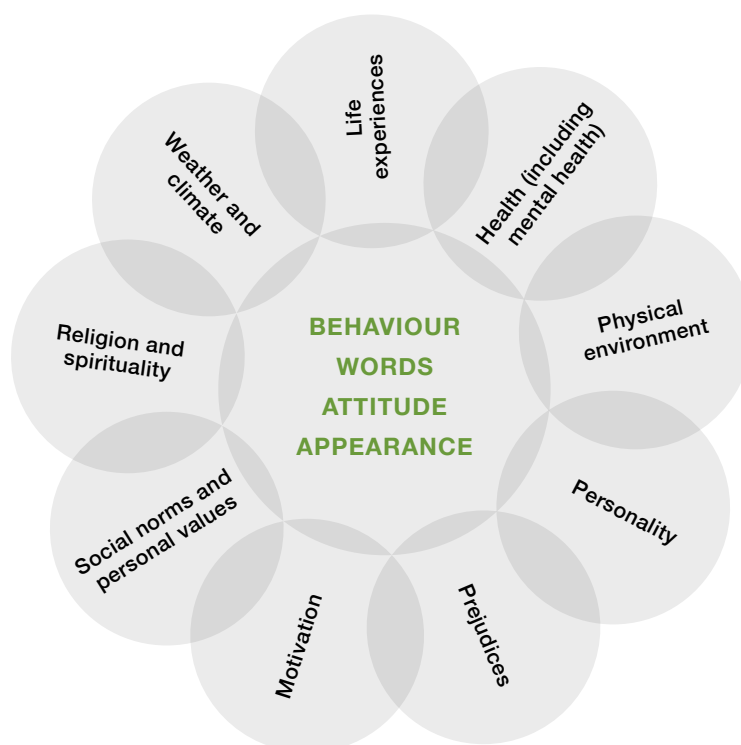 Life
experiences
Health (including
mental health)
Physical
environment
Personality
Prejudices
Motivation
Social norms and
personal values
Religion and
spirituality
Weather and
climate
BEHAVIOUR
WORDS
ATTITUDE
APPEARANCE